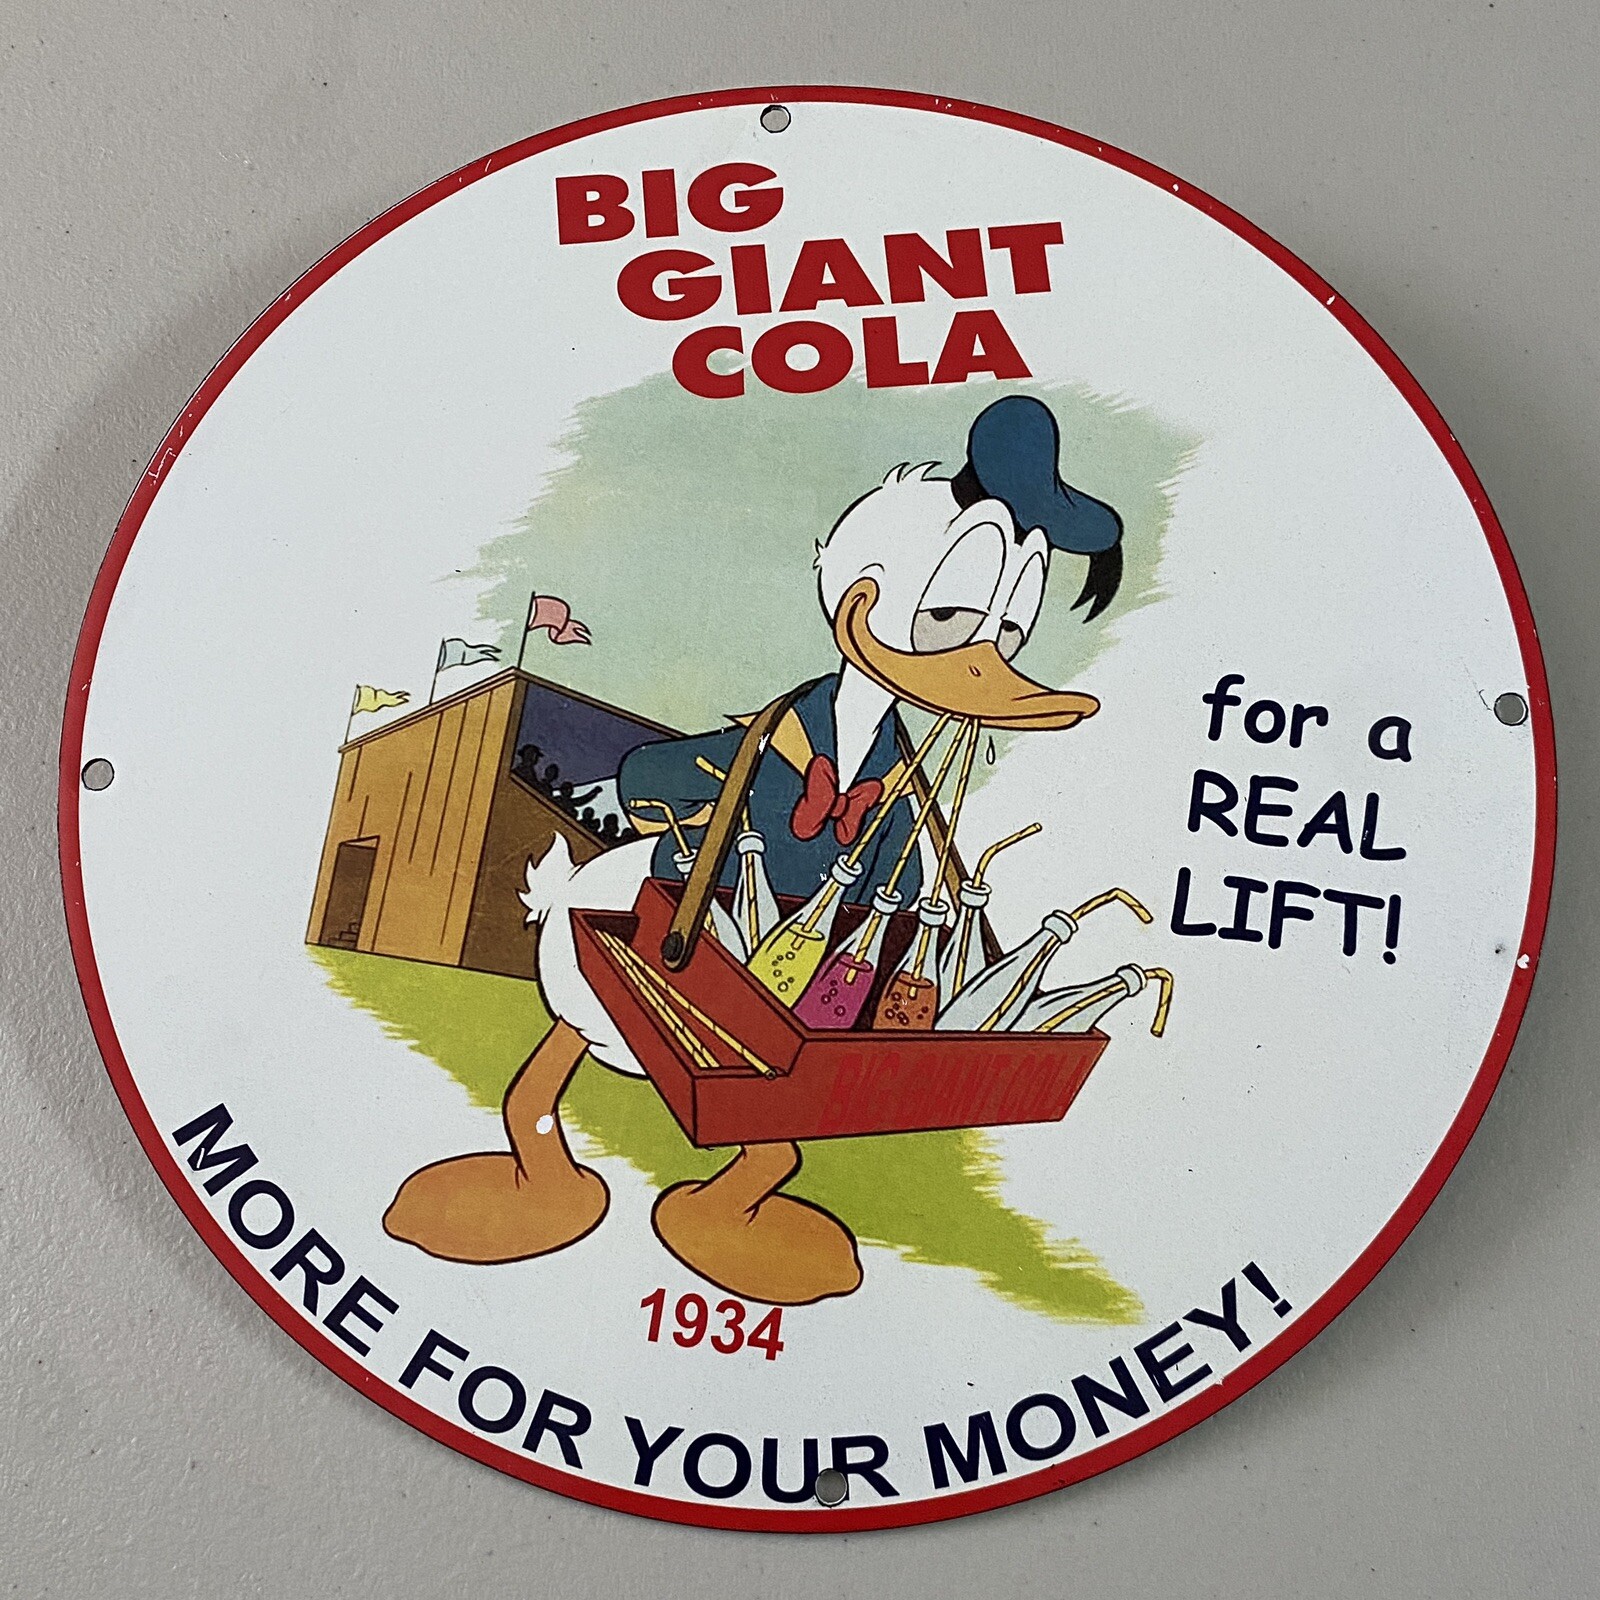 BIG
GIANT
COLA
for a
REAL
LIFT!
BIG GIANT COLA
1934
MORE FOR YOUR MONEY!